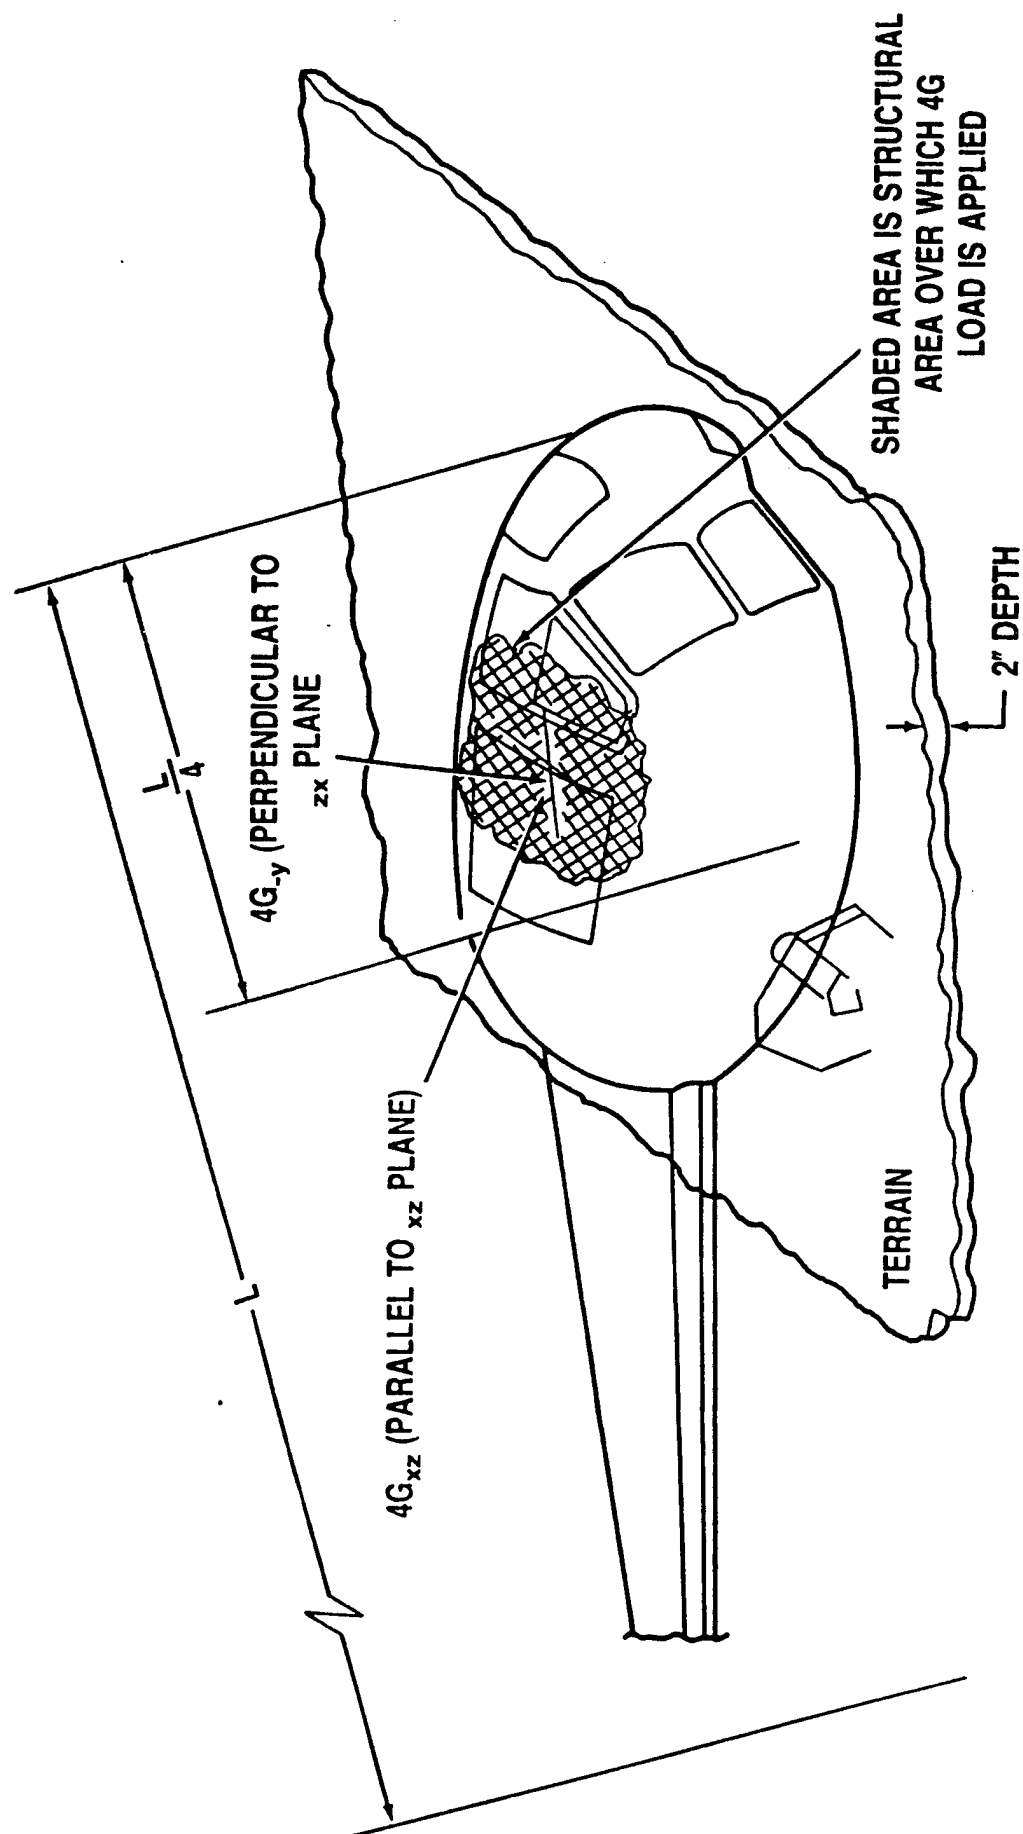 L
L
4
4G-y (PERPENDICULAR TO
zx PLANE
4Gxz (PARALLEL TO xz PLANE)
SHADED AREA IS STRUCTURAL
AREA OVER WHICH 4G
LOAD IS APPLIED
TERRAIN
2" DEPTH